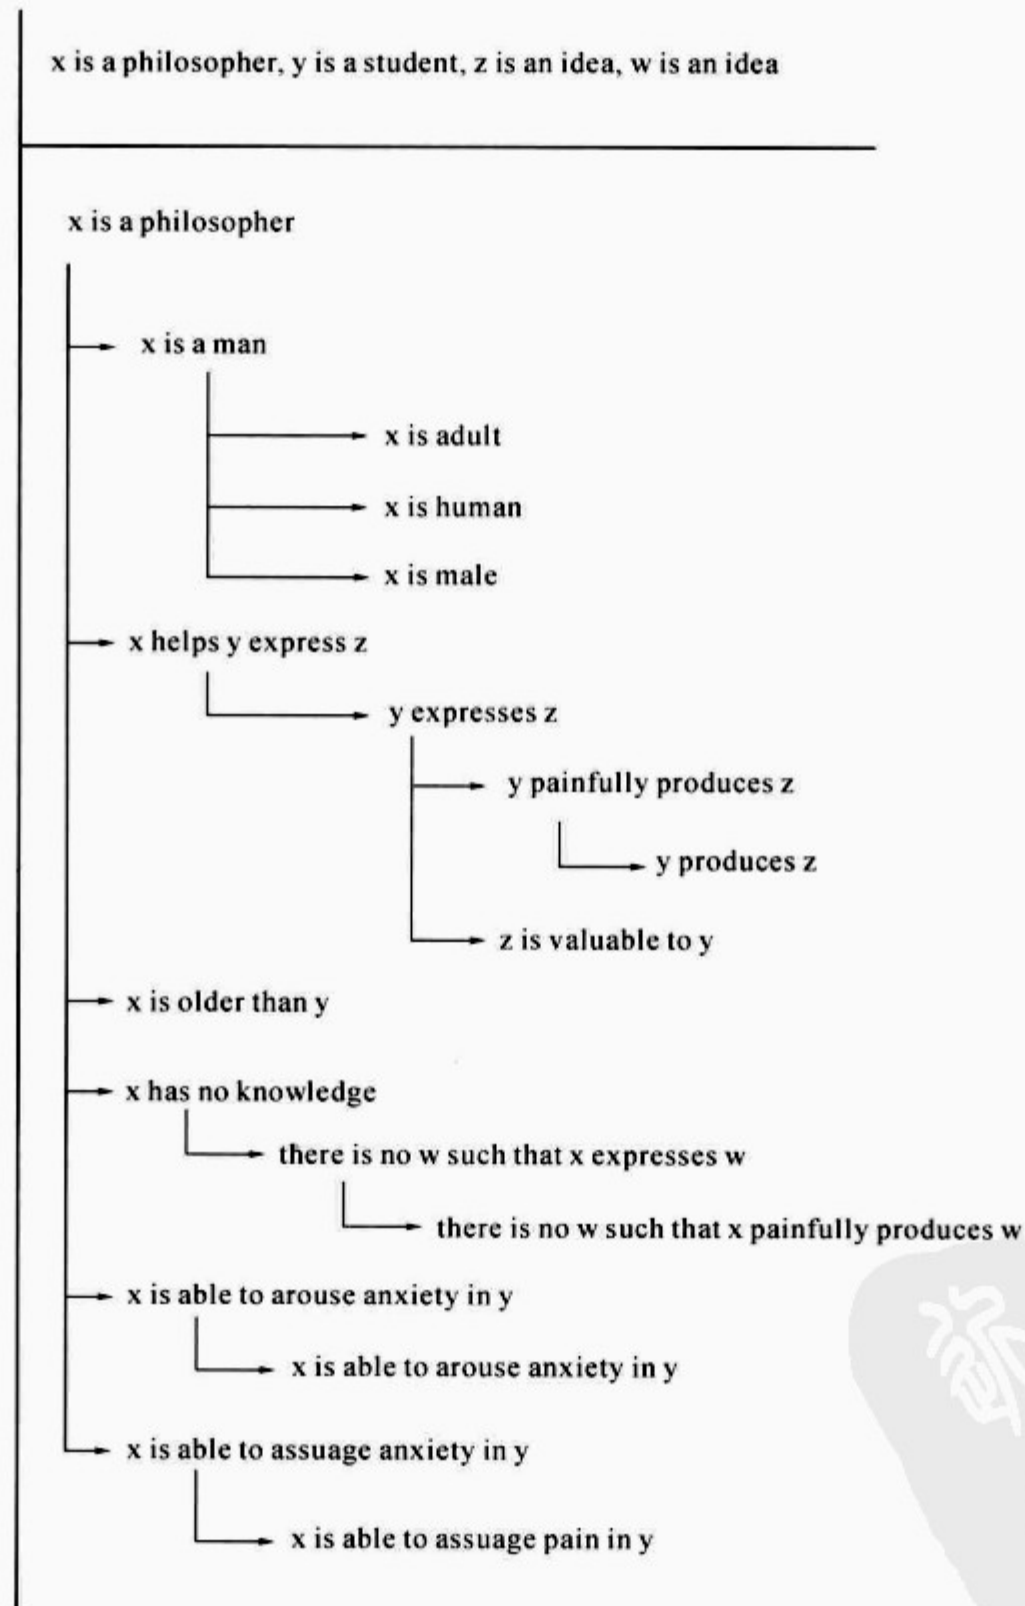 x is a philosopher, y is a student, z is an idea, w is an idea
x is a philosopher
x is a man
x is adult
x is human
x is male
x helps y express z
y expresses z
y painfully produces z
y produces z
z is valuable to y
x is older than y
x has no knowledge
there is no w such that x expresses w
there is no w such that x painfully produces w
x is able to arouse anxiety in y
x is able to arouse anxiety in y
x is able to assuage anxiety in y
x is able to assuage pain in y